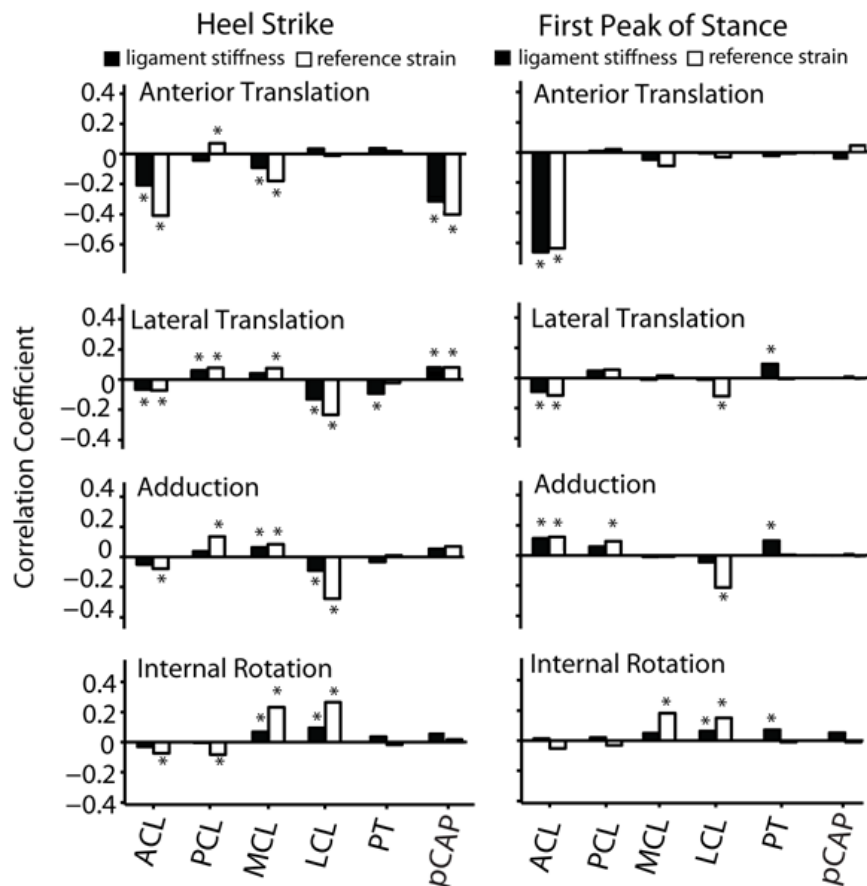 Heel Strike
First Peak of Stance
ligament stiffness reference strain
ligament stiffness reference strain
Anterior Translation
Anterior Translation
0.4
0.2
0
−0.2
−0.4
−0.6
* * * * * * *
* *
Lateral Translation
Lateral Translation
0.4
0.2
0
−0.2
−0.4
* * * * * * * * * *
* * * *
Adduction
Adduction
0.4
0.2
0
−0.2
−0.4
* * * * * *
* * * * *
Internal Rotation
Internal Rotation
0.4
0.2
0
−0.2
−0.4
* * * * * *
* * * *
Correlation Coefficient
ACL PCL MCL LCL PT pCAP
ACL PCL MCL LCL PT pCAP